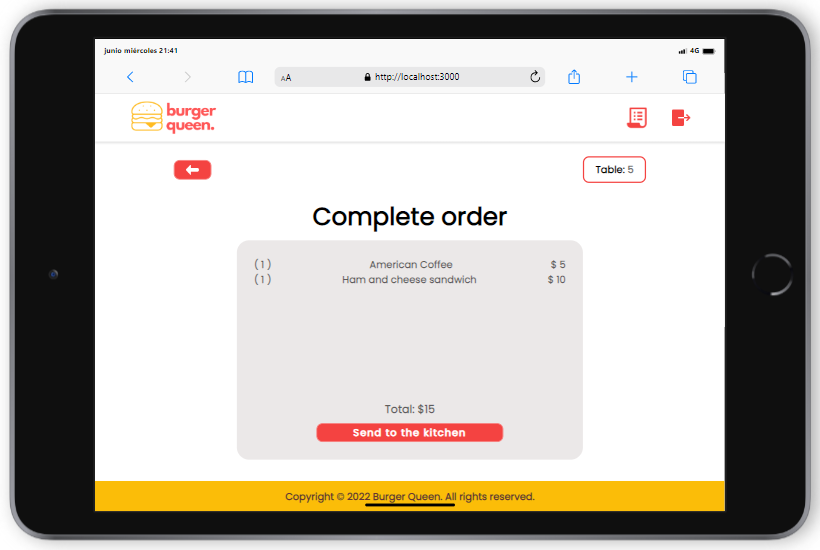 junio miércoles 21:41
4G
AA
http://localhost:3000
burger
queen.
Table: 5
Complete order
(1) American Coffee $ 5
(1) Ham and cheese sandwich $ 10
Total: $15
Send to the kitchen
Copyright © 2022 Burger Queen. All rights reserved.